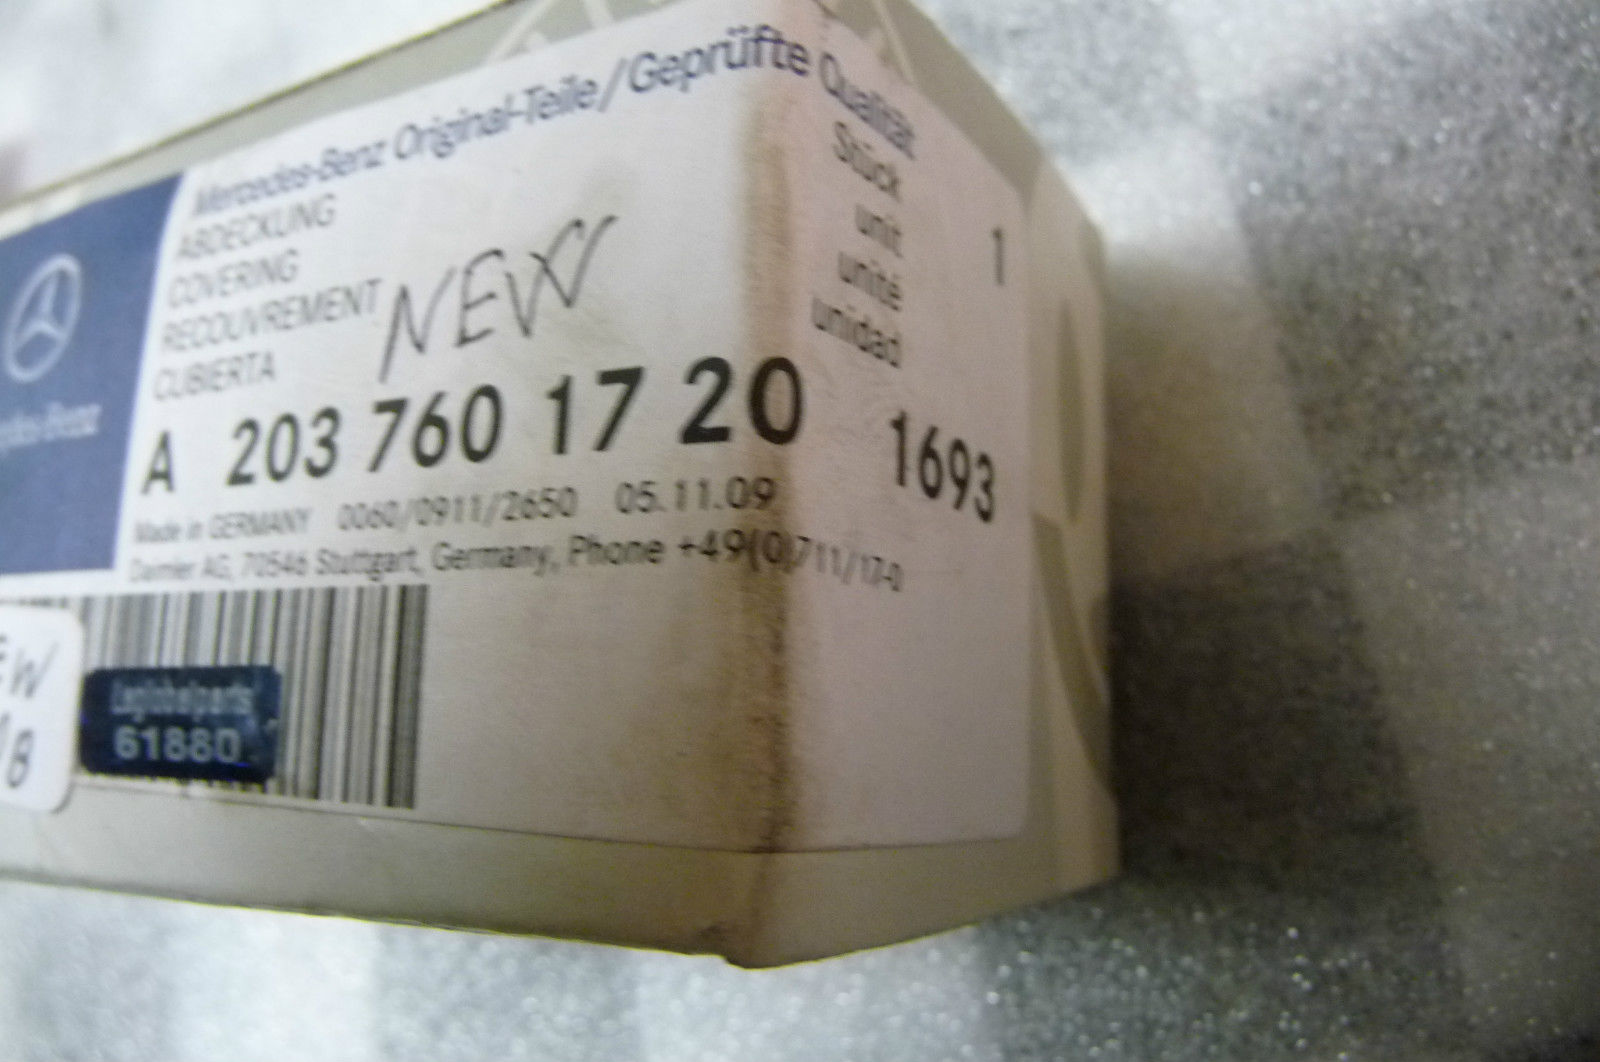 Mercedes-Benz Original-Teile/Geprüfte Qualität
ABDECKUNG
COVERING
RECOUVREMENT
CUBIERTA
NEW
Stück
unit
unité
unidad
1
A 203 760 17 20 1693
Made in GERMANY 0060/0911/2650 05.11.09
Daimler AG, 70546 Stuttgart, Germany, Phone +49(0)711/17-0
Laglobalparts
61880